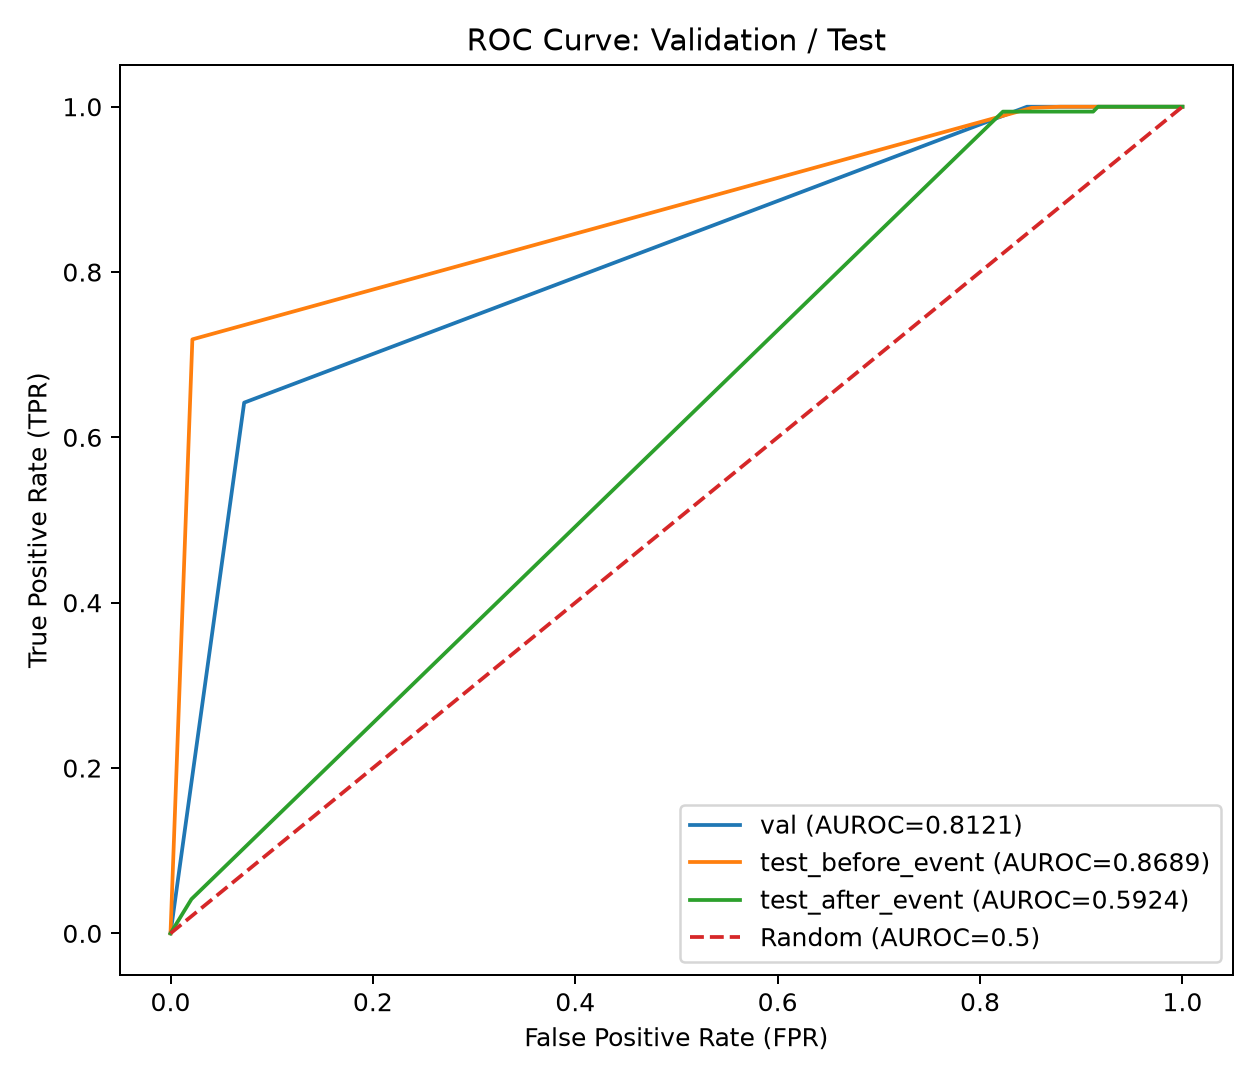 ROC Curve: Validation / Test
1.0
0.8
0.6
0.4
0.2
0.0
True Positive Rate (TPR)
val (AUROC=0.8121)
test_before_event (AUROC=0.8689)
test_after_event (AUROC=0.5924)
Random (AUROC=0.5)
0.0 0.2 0.4 0.6 0.8 1.0
False Positive Rate (FPR)